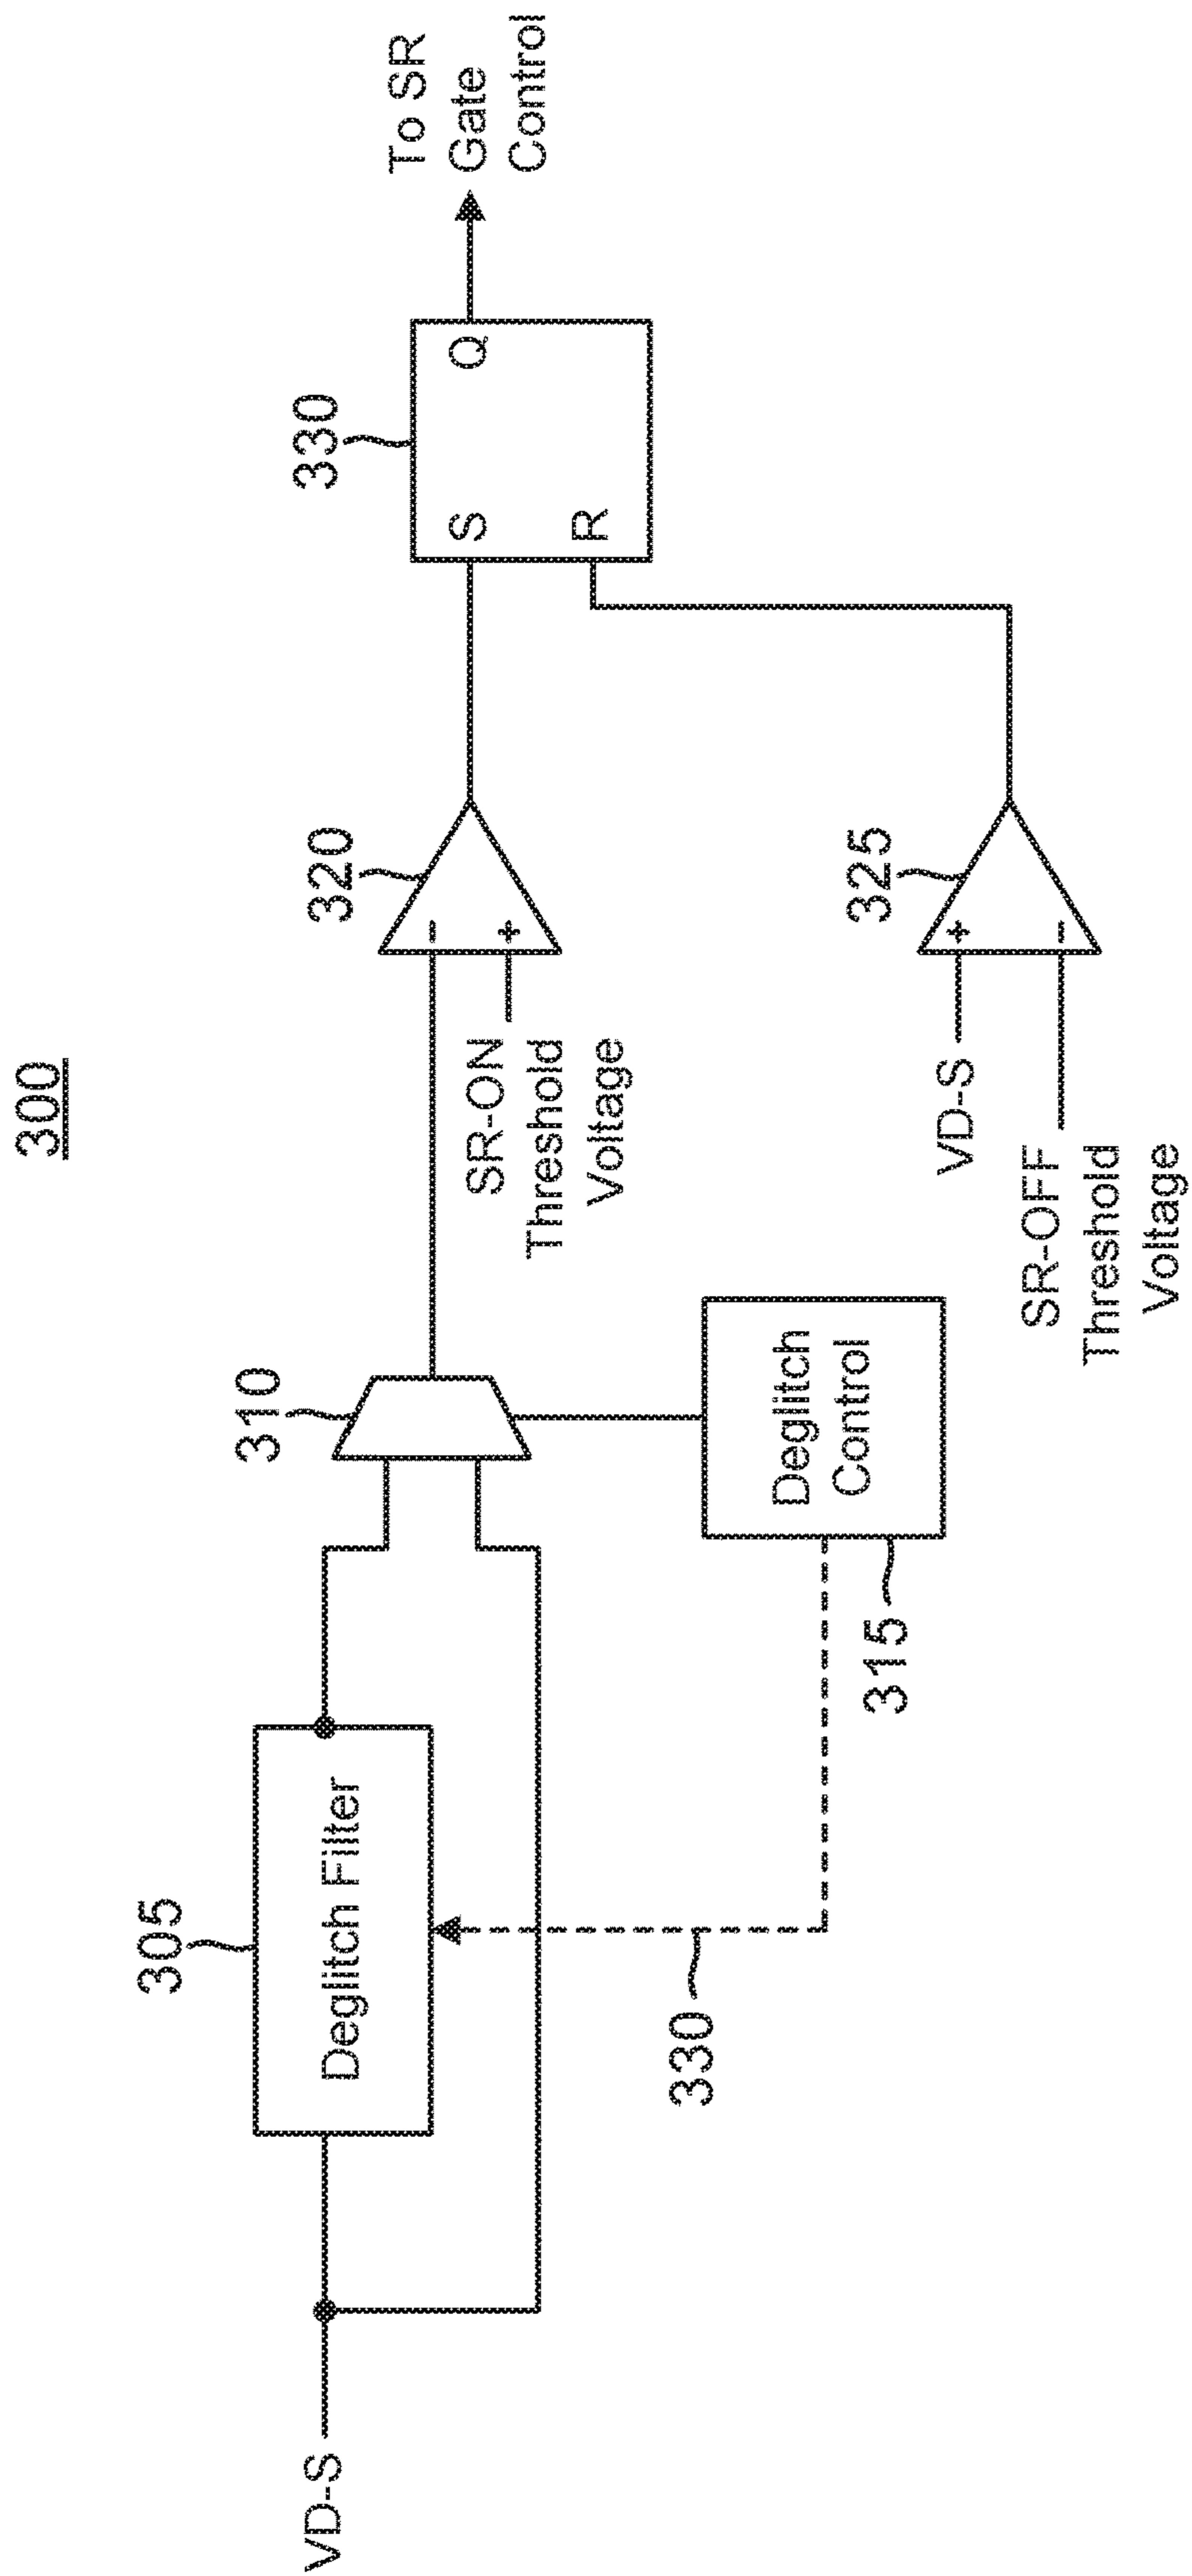 300
VD-S
305
Deglitch Filter
330
310
Deglitch
Control
315
320
-
+
SR-ON
Threshold
Voltage
325
+
-
VD-S
SR-OFF
Threshold
Voltage
330
S
R
Q
To SR
Gate
Control